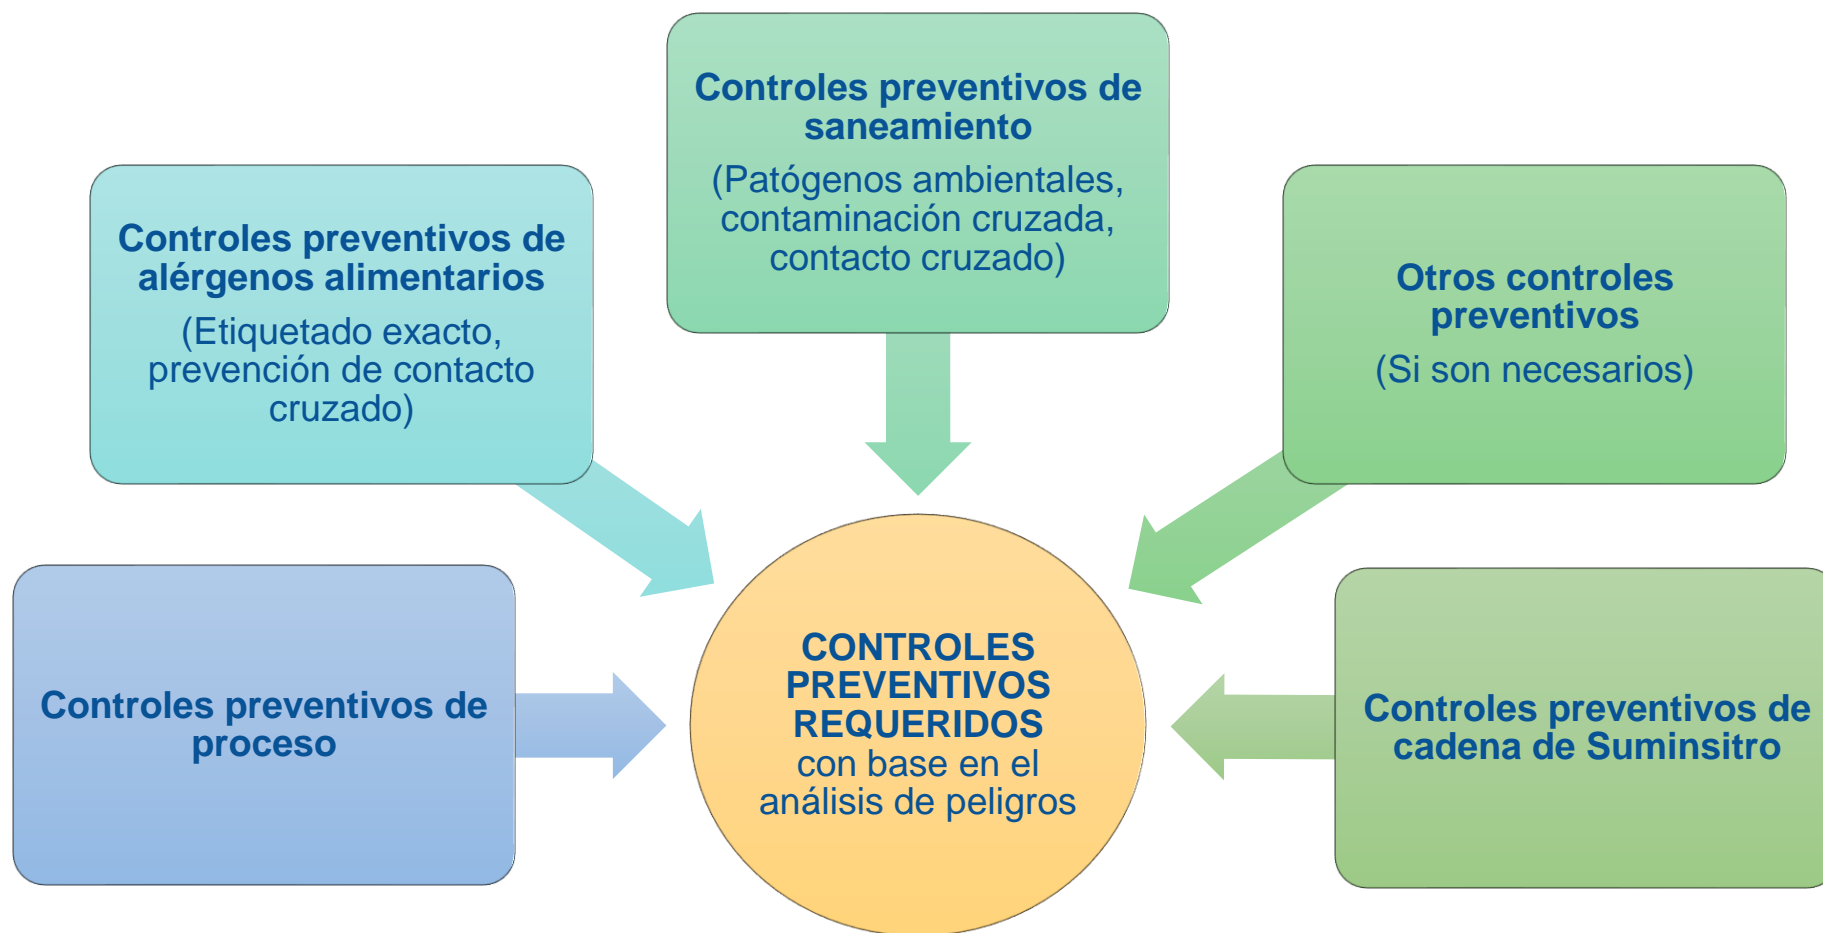 Controles preventivos de
saneamiento
(Patógenos ambientales,
contaminación cruzada,
contacto cruzado)
Controles preventivos de
alérgenos alimentarios
(Etiquetado exacto,
prevención de contacto
cruzado)
Otros controles
preventivos
(Si son necesarios)
Controles preventivos de
proceso
CONTROLES
PREVENTIVOS
REQUERIDOS
con base en el
análisis de peligros
Controles preventivos de
cadena de Suminsitro